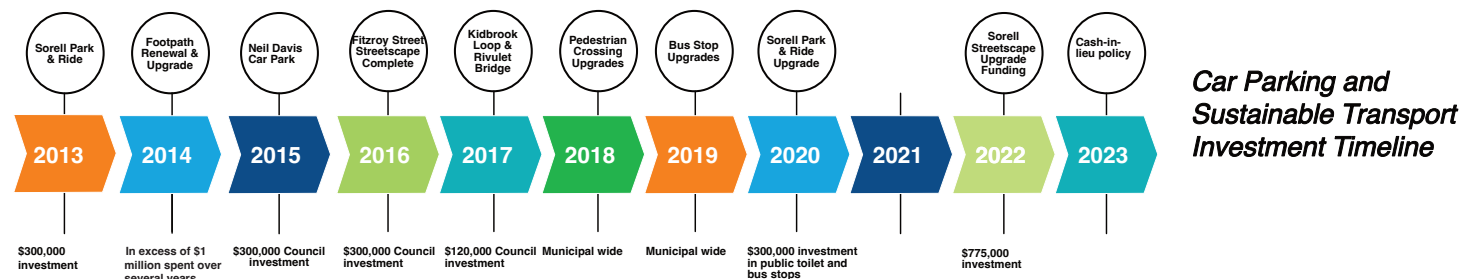 Sorell Park
& Ride
Footpath
Renewal &
Upgrade
Neil Davis
Car Park
Fitzroy Street
Streetscape
Complete
Kidbrook
Loop &
Rivulet
Bridge
Pedestrian
Crossing
Upgrades
Bus Stop
Upgrades
Sorell Park
& Ride
Upgrade
Sorell
Streetscape
Upgrade
Funding
Cash-in-
lieu policy
Car Parking and
Sustainable Transport
Investment Timeline
2013
2014
2015
2016
2017
2018
2019
2020
2021
2022
2023
$300,000
investment
In excess of $1
million spent over
several years
$300,000 Council
investment
$300,000 Council
investment
$120,000 Council
investment
Municipal wide
Municipal wide
$300,000 investment
in public toilet and
bus stops
$775,000
investment